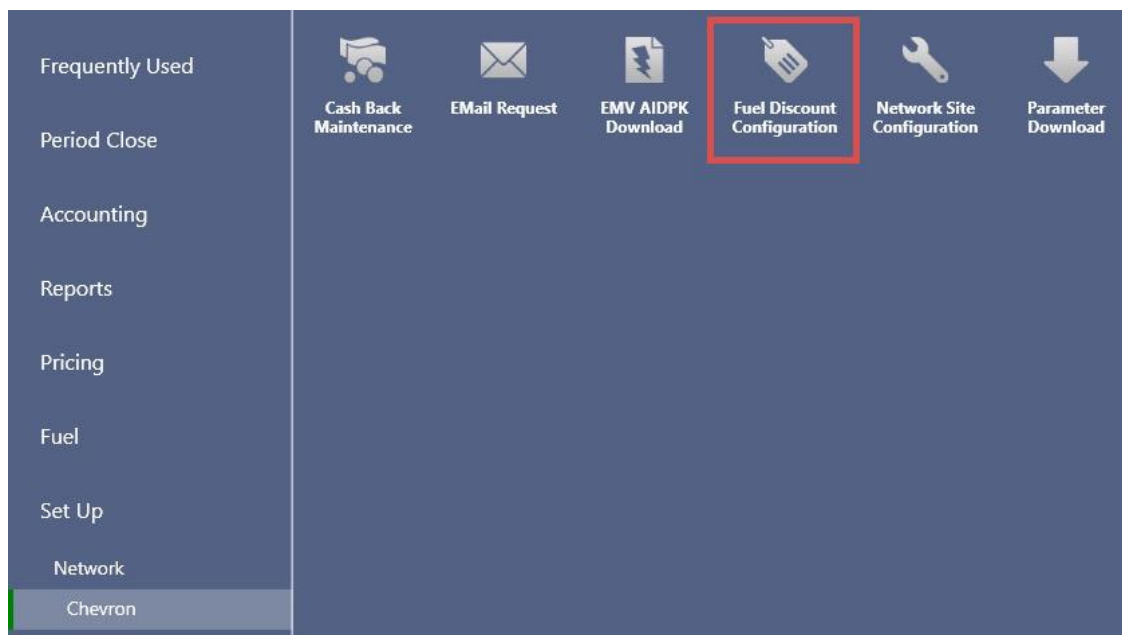 Frequently Used
Period Close
Accounting
Reports
Pricing
Fuel
Set Up
Network
Chevron
Cash Back
Maintenance
EMail Request
EMV AIDPK
Download
Fuel Discount
Configuration
Network Site
Configuration
Parameter
Download